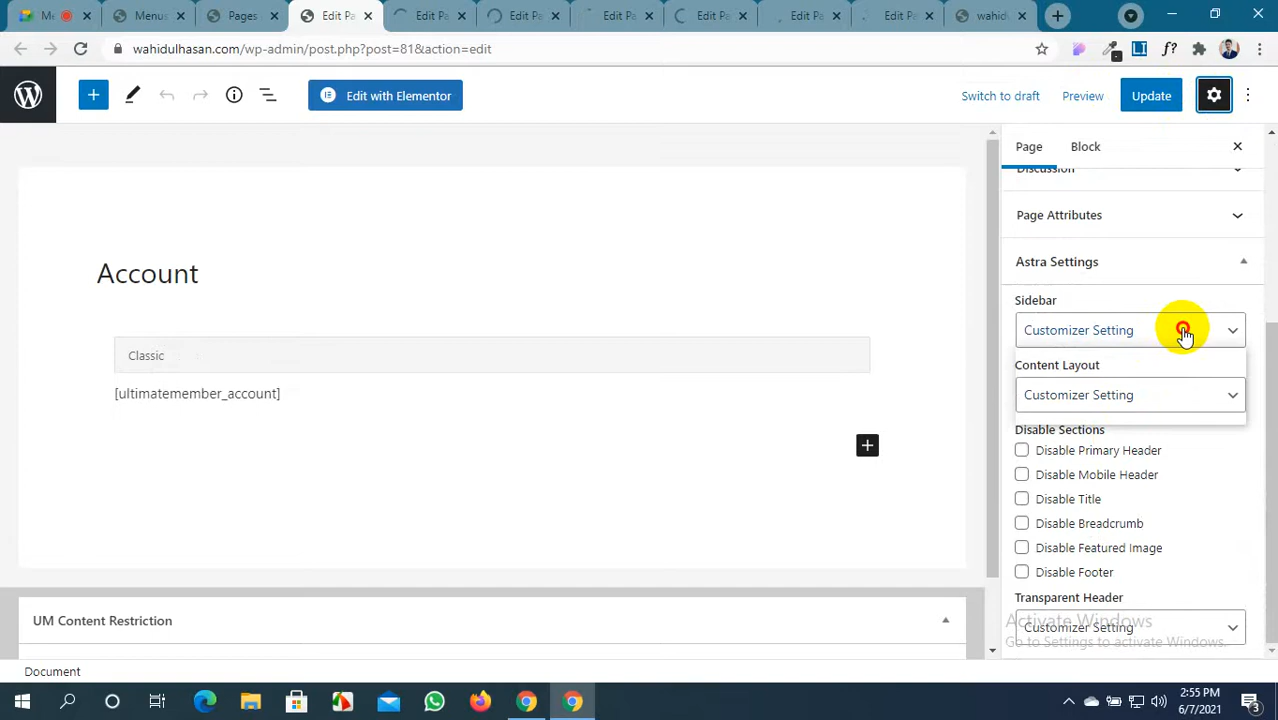 Me
Menus
Pages
Edit Pa
Edit Pa
Edit Pa
Edit Pa
Edit Pa
Edit Pa
Edit Pa
wahidu
wahidulhasan.com/wp-admin/post.php?post=81&action=edit
Edit with Elementor
Switch to draft
Preview
Update
Page
Block
Discussion
Page Attributes
Account
Astra Settings
Sidebar
Customizer Setting
Classic
Content Layout
[ultimatemember_account]
Customizer Setting
Disable Sections
Disable Primary Header
Disable Mobile Header
Disable Title
Disable Breadcrumb
Disable Featured Image
Disable Footer
Transparent Header
UM Content Restriction
Activate Windows
Customizer Setting
Go to Settings to activate Windows.
Document
2:55 PM
6/7/2021
3